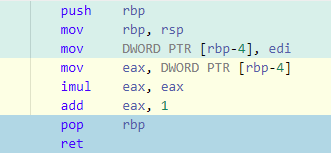 push rbp
mov rbp, rsp
mov DWORD PTR [rbp-4], edi
mov eax, DWORD PTR [rbp-4]
imul eax, eax
add eax, 1
pop rbp
ret